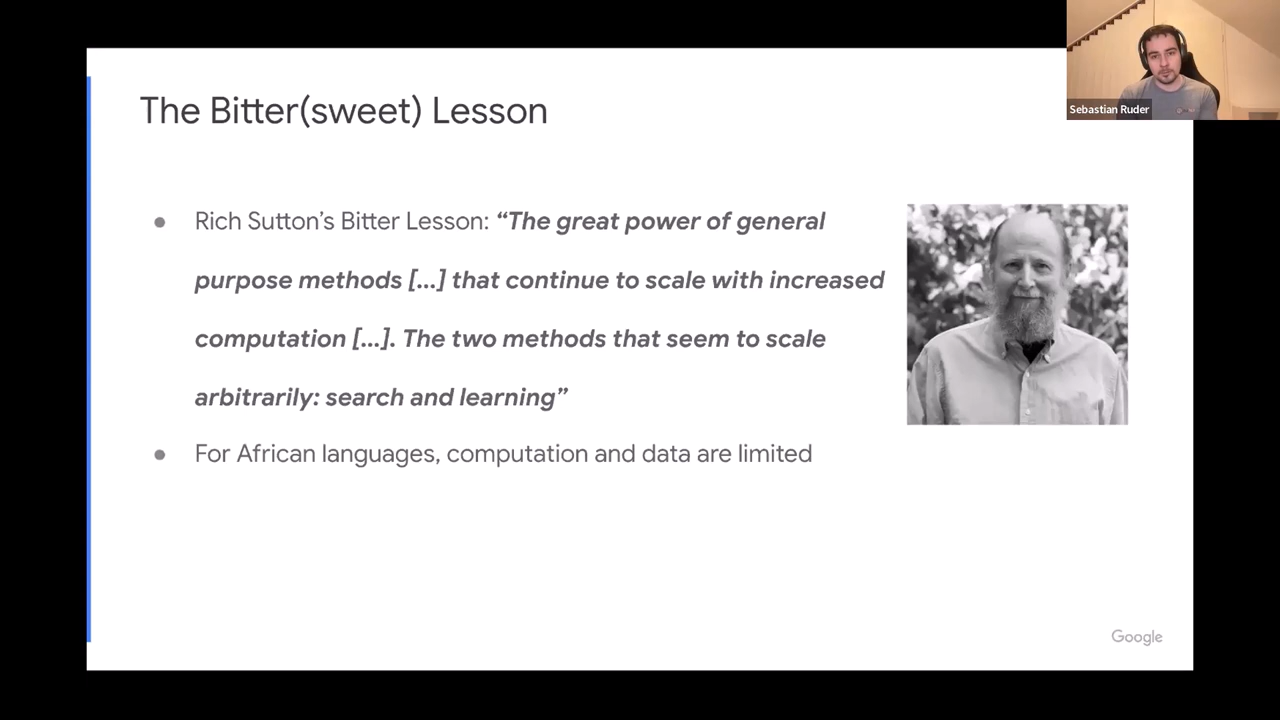 Sebastian Ruder
The Bitter(sweet) Lesson
● Rich Sutton’s Bitter Lesson: “The great power of general
purpose methods [...] that continue to scale with increased
computation [...]. The two methods that seem to scale
arbitrarily: search and learning”
● For African languages, computation and data are limited
Google